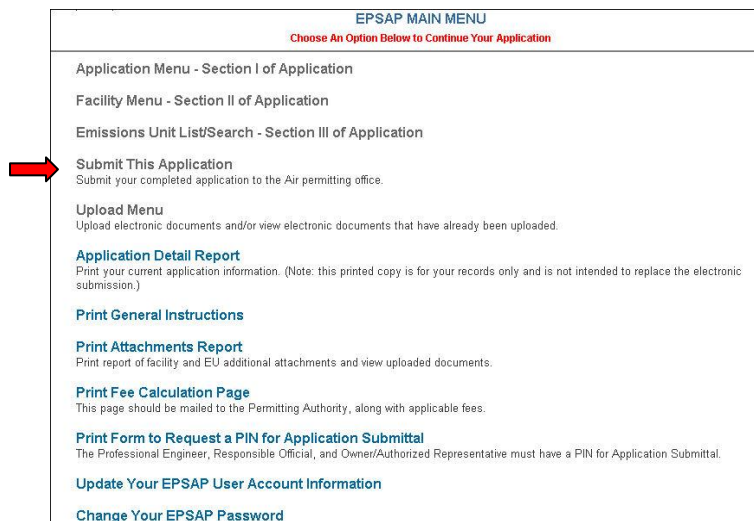 EPSAP MAIN MENU
Choose An Option Below to Continue Your Application
Application Menu - Section I of Application
Facility Menu - Section II of Application
Emissions Unit List/Search - Section III of Application
Submit This Application
Submit your completed application to the Air permitting office.
Upload Menu
Upload electronic documents and/or view electronic documents that have already been uploaded.
Application Detail Report
Print your current application information. (Note: this printed copy is for your records only and is not intended to replace the electronic
submission.)
Print General Instructions
Print Attachments Report
Print report of facility and EU additional attachments and view uploaded documents.
Print Fee Calculation Page
This page should be mailed to the Permitting Authority, along with applicable fees.
Print Form to Request a PIN for Application Submittal
The Professional Engineer, Responsible Official, and Owner/Authorized Representative must have a PIN for Application Submittal.
Update Your EPSAP User Account Information
Change Your EPSAP Password